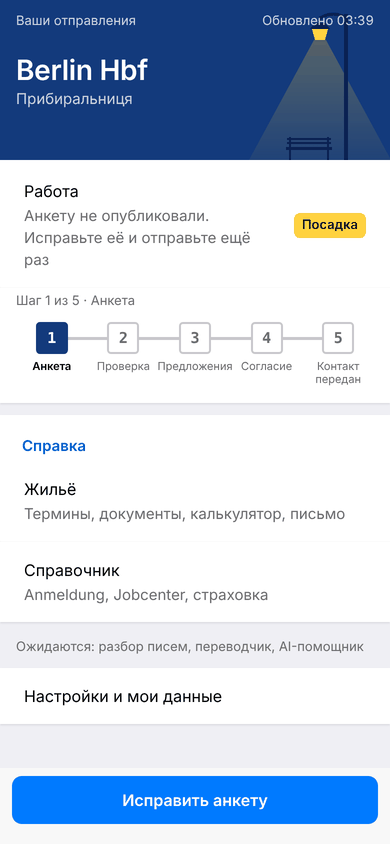 Ваши отправления
Обновлено 03:39
Berlin Hbf
Прибиральниця
Работа
Анкету не опубликовали.
Исправьте её и отправьте ещё
раз
Посадка
Шаг 1 из 5 · Анкета
1 2 3 4 5
Анкета Проверка Предложения Согласие Контакт
передан
Справка
Жильё
Термины, документы, калькулятор, письмо
Справочник
Anmeldung, Jobcenter, страховка
Ожидаются: разбор писем, переводчик, AI-помощник
Настройки и мои данные
Исправить анкету